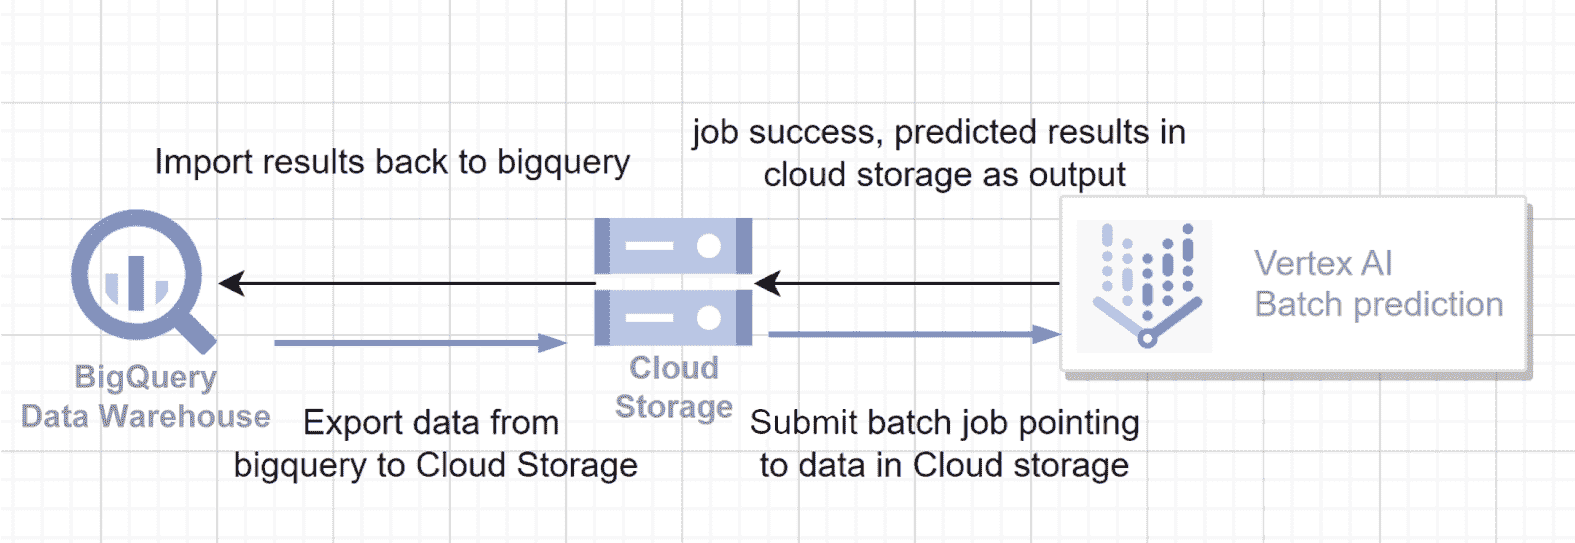 job success, predicted results in
cloud storage as output
Import results back to bigquery
Vertex AI
Batch prediction
BigQuery
Data Warehouse
Cloud
Storage
Export data from
bigquery to Cloud Storage
Submit batch job pointing
to data in Cloud storage